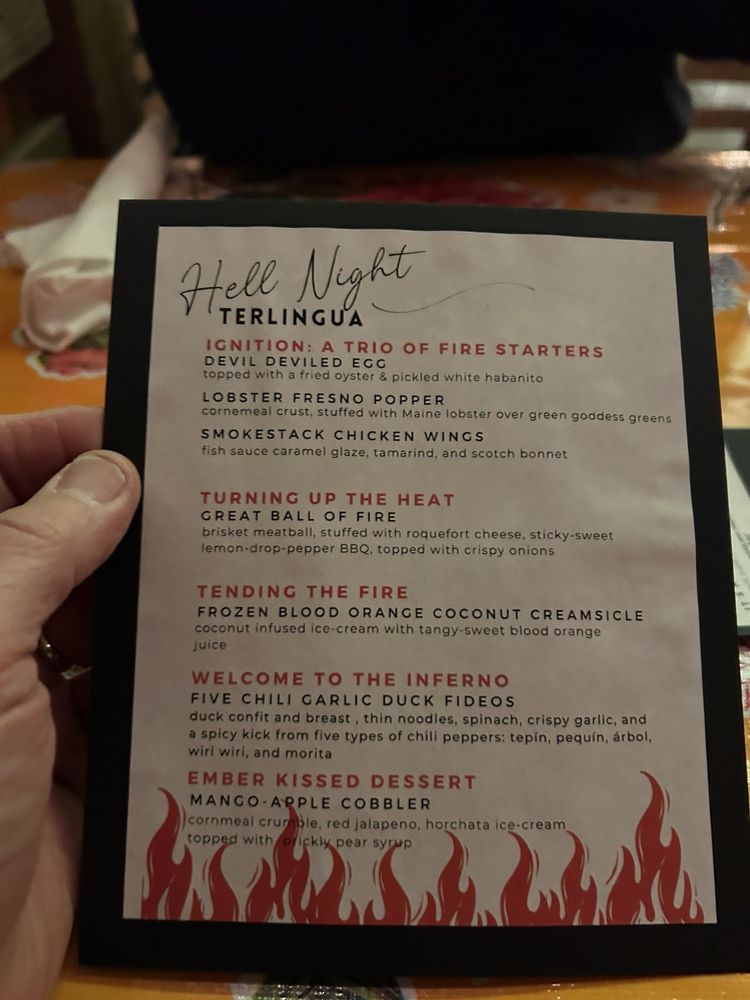 Hell Night
TERLINGUA
IGNITION: A TRIO OF FIRE STARTERS
DEVIL DEVILED EGG
topped with a fried oyster & pickled white habanito
LOBSTER FRESNO POPPER
cornemeal crust, stuffed with Maine lobster over green goddess greens
SMOKESTACK CHICKEN WINGS
fish sauce caramel glaze, tamarind, and scotch bonnet
TURNING UP THE HEAT
GREAT BALL OF FIRE
brisket meatball, stuffed with roquefort cheese, sticky-sweet
lemon-drop-pepper BBQ, topped with crispy onions
TENDING THE FIRE
FROZEN BLOOD ORANGE COCONUT CREAMSICLE
coconut infused ice-cream with tangy-sweet blood orange
juice
WELCOME TO THE INFERNO
FIVE CHILI GARLIC DUCK FIDEOS
duck confit and breast , thin noodles, spinach, crispy garlic, and
a spicy kick from five types of chili peppers: tepín, pequín, árbol,
wiri wiri, and morita
EMBER KISSED DESSERT
MANGO-APPLE COBBLER
cornmeal crumble, red jalapeno, horchata ice-cream
topped with prickly pear syrup